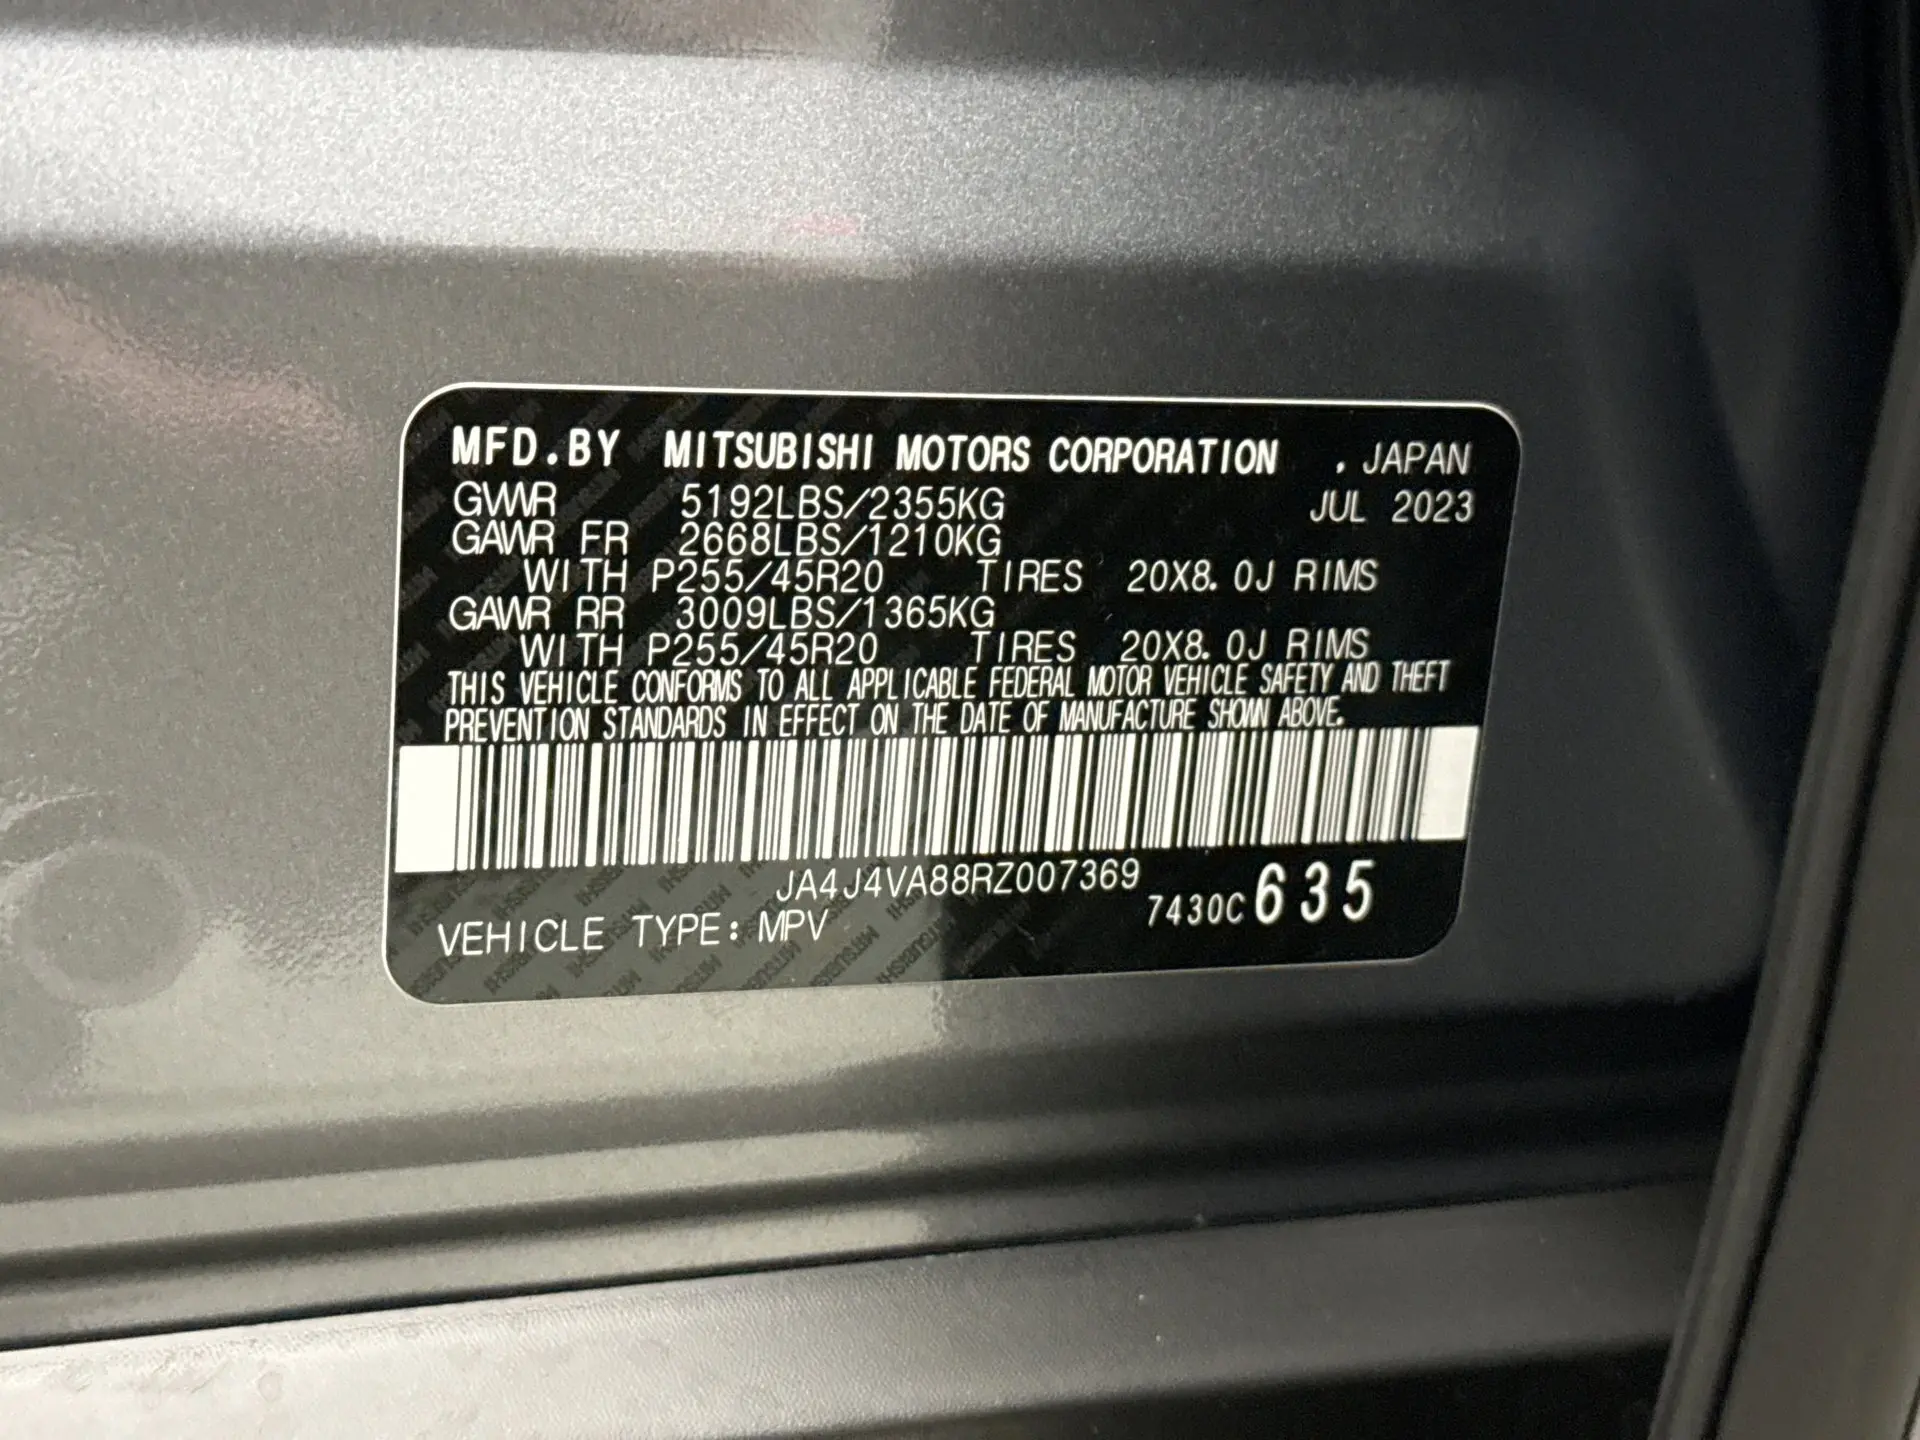 MFD.BY MITSUBISHI MOTORS CORPORATION , JAPAN
GVWR 5192LBS/2355KG JUL 2023
GAWR FR 2668LBS/1210KG
WITH P255/45R20 TIRES 20X8.0J RIMS
GAWR RR 3009LBS/1365KG
WITH P255/45R20 TIRES 20X8.0J RIMS
THIS VEHICLE CONFORMS TO ALL APPLICABLE FEDERAL MOTOR VEHICLE SAFETY AND THEFT
PREVENTION STANDARDS IN EFFECT ON THE DATE OF MANUFACTURE SHOWN ABOVE.
JA4J4VA88RZ007369
VEHICLE TYPE: MPV 7430C635